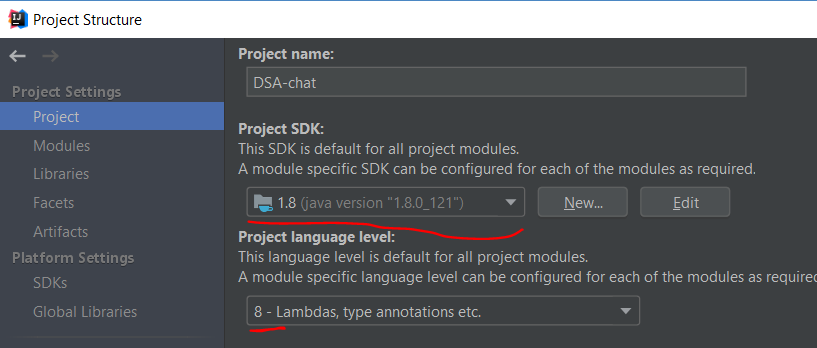 Project Structure
Project Settings
Project
Modules
Libraries
Facets
Artifacts
Platform Settings
SDKs
Global Libraries
Project name:
DSA-chat
Project SDK:
This SDK is default for all project modules.
A module specific SDK can be configured for each of the modules as required.
1.8 (java version "1.8.0_121")
New...
Edit
Project language level:
This language level is default for all project modules.
A module specific language level can be configured for each of the modules as require
8 - Lambdas, type annotations etc.